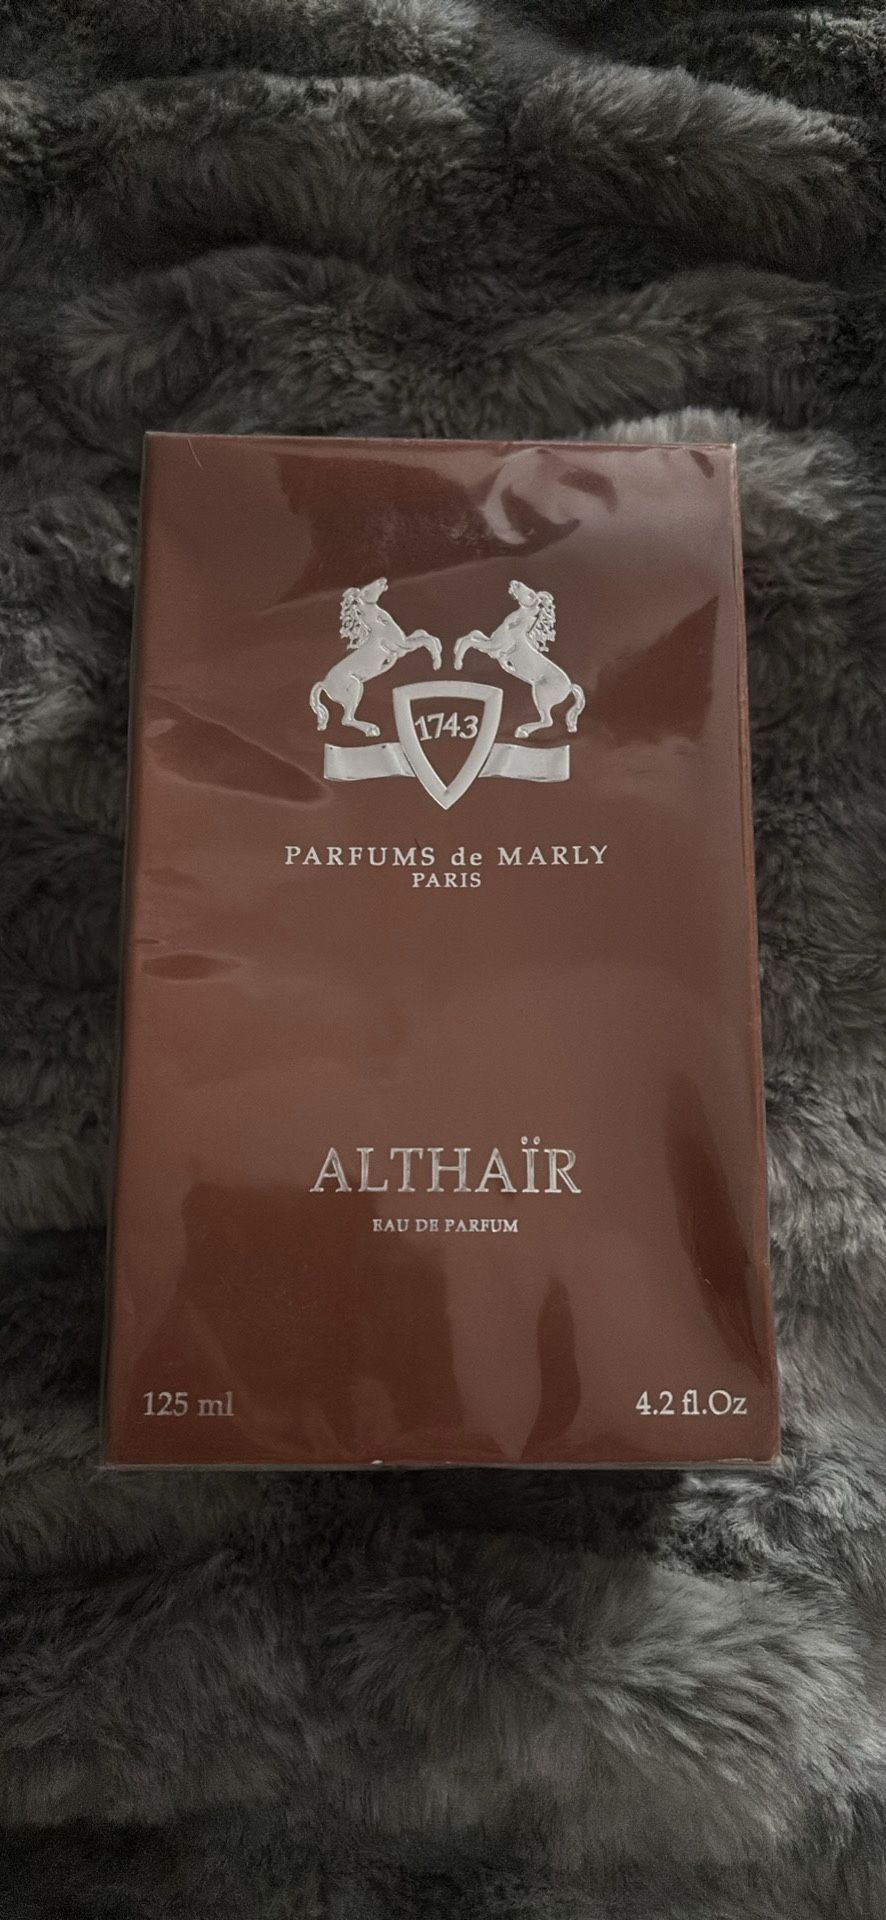 1743
PARFUMS de MARLY
PARIS
ALTHAÏR
EAU DE PARFUM
125 ml
4.2 fl.Oz